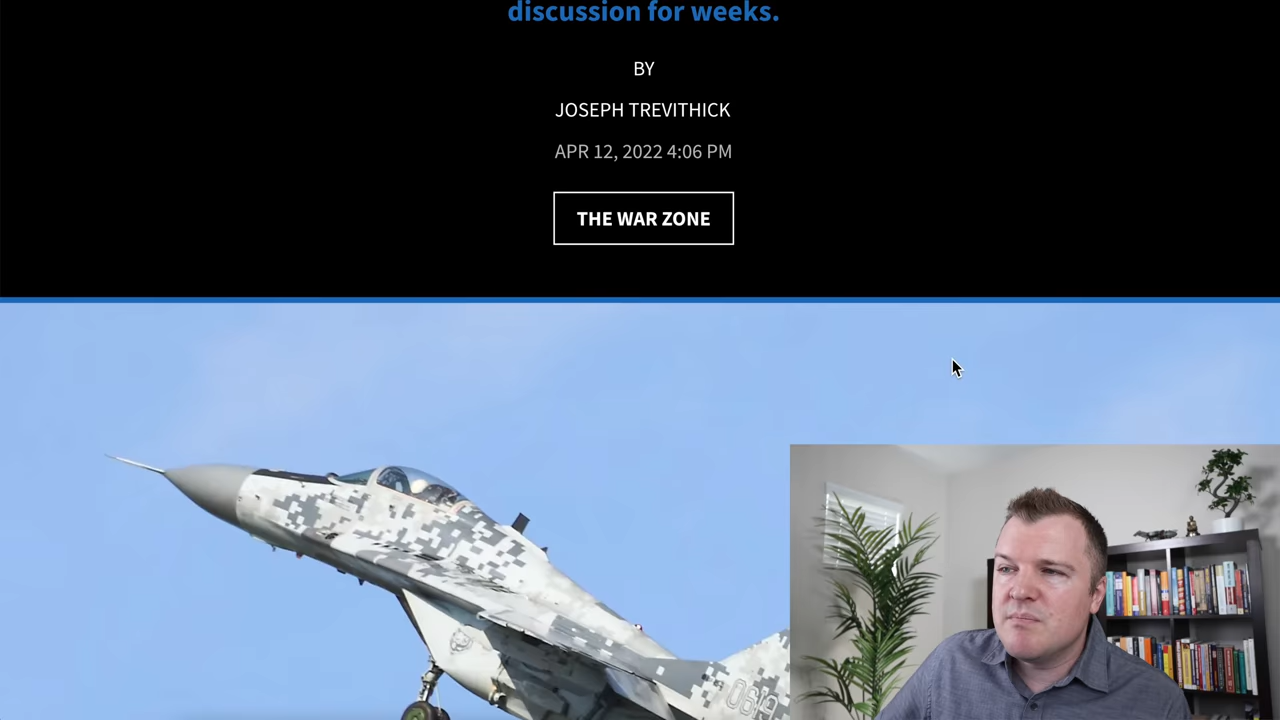 discussion for weeks.
BY
JOSEPH TREVITHICK
APR 12, 2022 4:06 PM
THE WAR ZONE